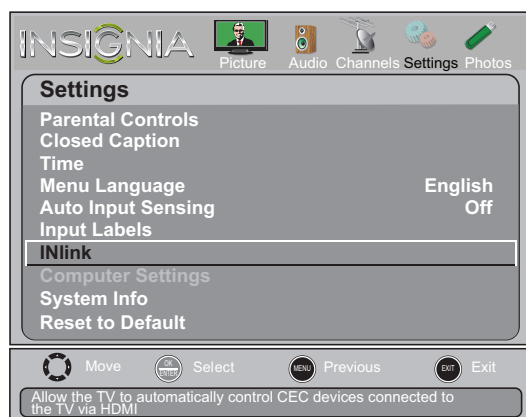 INSIGNIA
Picture Audio Channels Settings Photos
Settings
Parental Controls
Closed Caption
Time
Menu Language English
Auto Input Sensing Off
Input Labels
INlink
Computer Settings
System Info
Reset to Default
Move OK ENTER Select MENU Previous EXIT Exit
Allow the TV to automatically control CEC devices connected to
the TV via HDMI